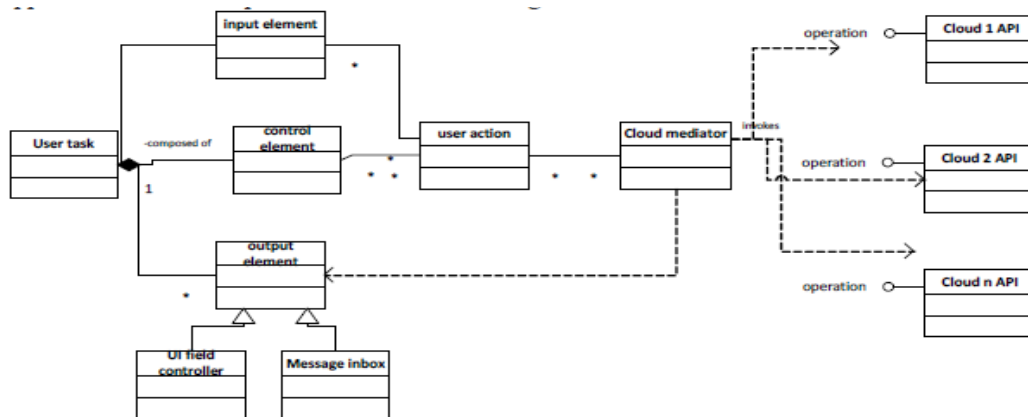 input element
*
User task
-composed of
1
control
element
*
*
*
user action
*
*
Cloud mediator
invokes
operation
Cloud 1 API
operation
Cloud 2 API
operation
Cloud n API
output
element
*
UI field
controller
Message inbox